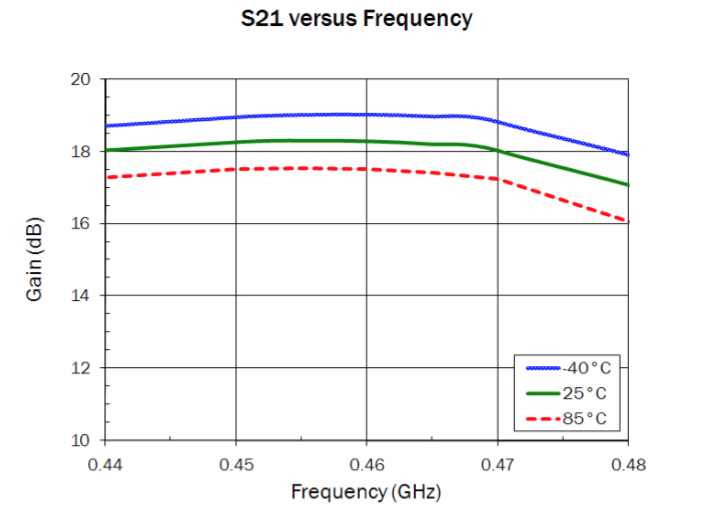 S21 versus Frequency
20
18
16
14
12
10
Gain (dB)
-40°C
25°C
85°C
0.44 0.45 0.46 0.47 0.48
Frequency (GHz)